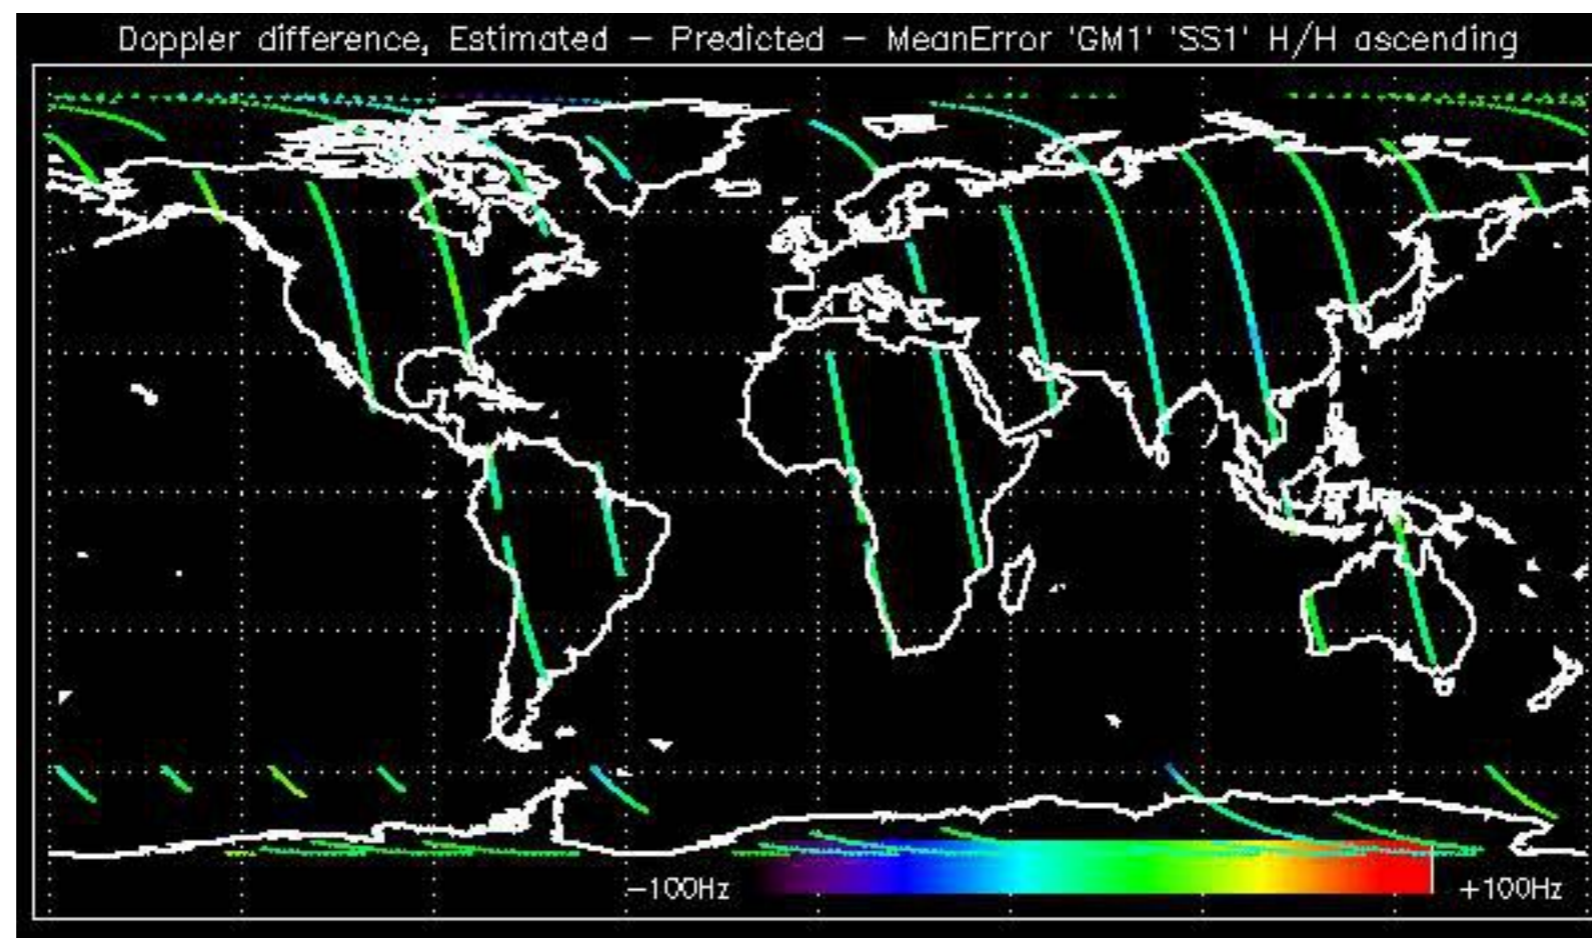 Doppler difference, Estimated − Predicted − MeanError 'GM1' 'SS1' H/H ascending
−100Hz
+100Hz